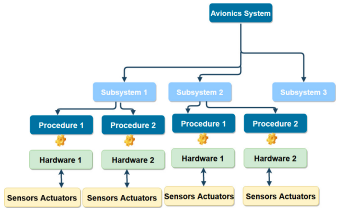 Avionics System
Subsystem 1
Subsystem 2
Subsystem 3
Procedure 1
Procedure 2
Procedure 1
Procedure 2
Hardware 1
Hardware 2
Hardware 1
Hardware 2
Sensors Actuators
Sensors Actuators
Sensors Actuators
Sensors Actuators